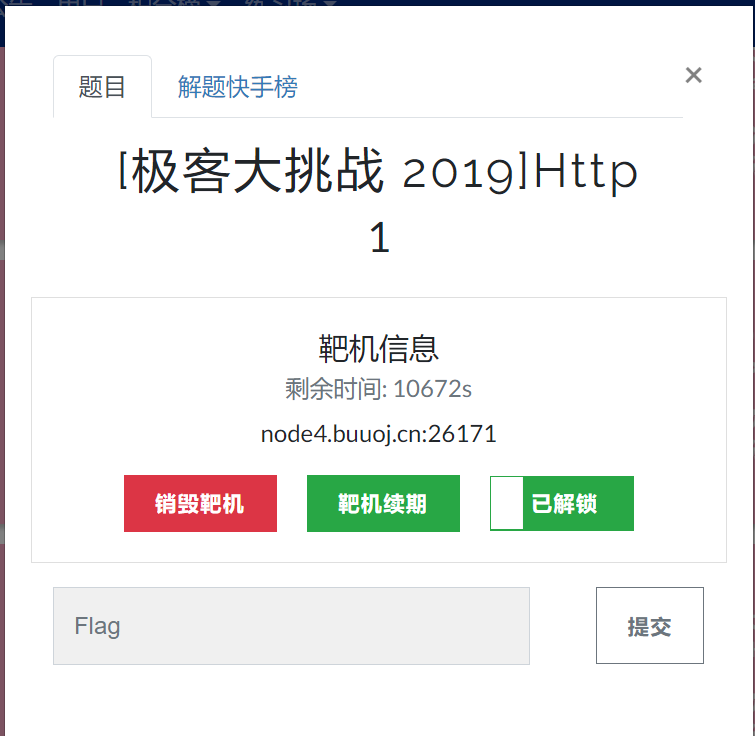 题目 解题快手榜 ×
[极客大挑战 2019]Http
1
靶机信息
剩余时间: 10672s
node4.buuoj.cn:26171
销毁靶机 靶机续期 已解锁
Flag 提交